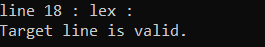 line 18 : lex :
Target line is valid.